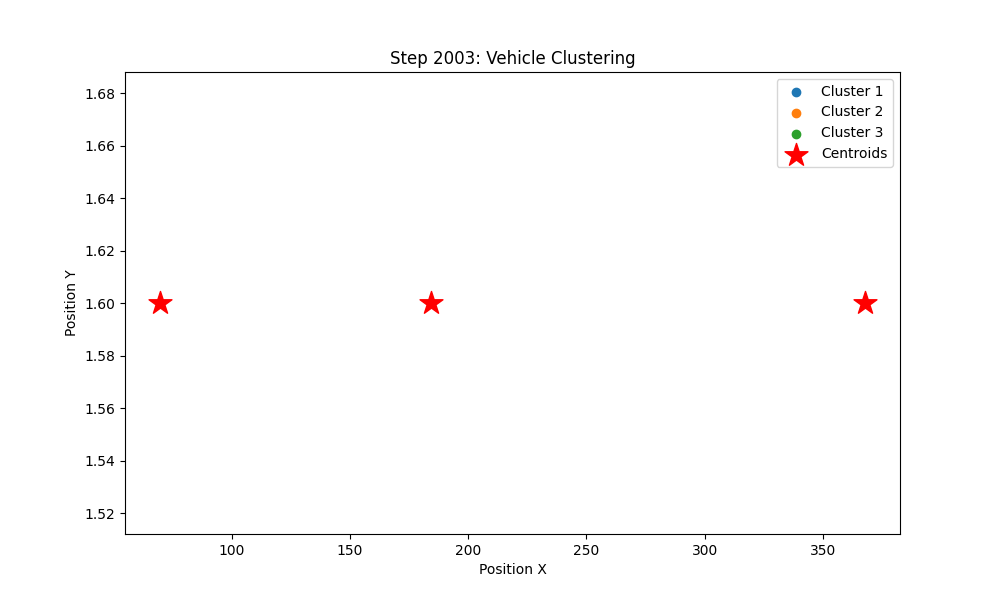 Step 2003: Vehicle Clustering
Cluster 1
Cluster 2
Cluster 3
Centroids
Position Y
1.68
1.66
1.64
1.62
1.60
1.58
1.56
1.54
1.52
100
150
200
250
300
350
Position X